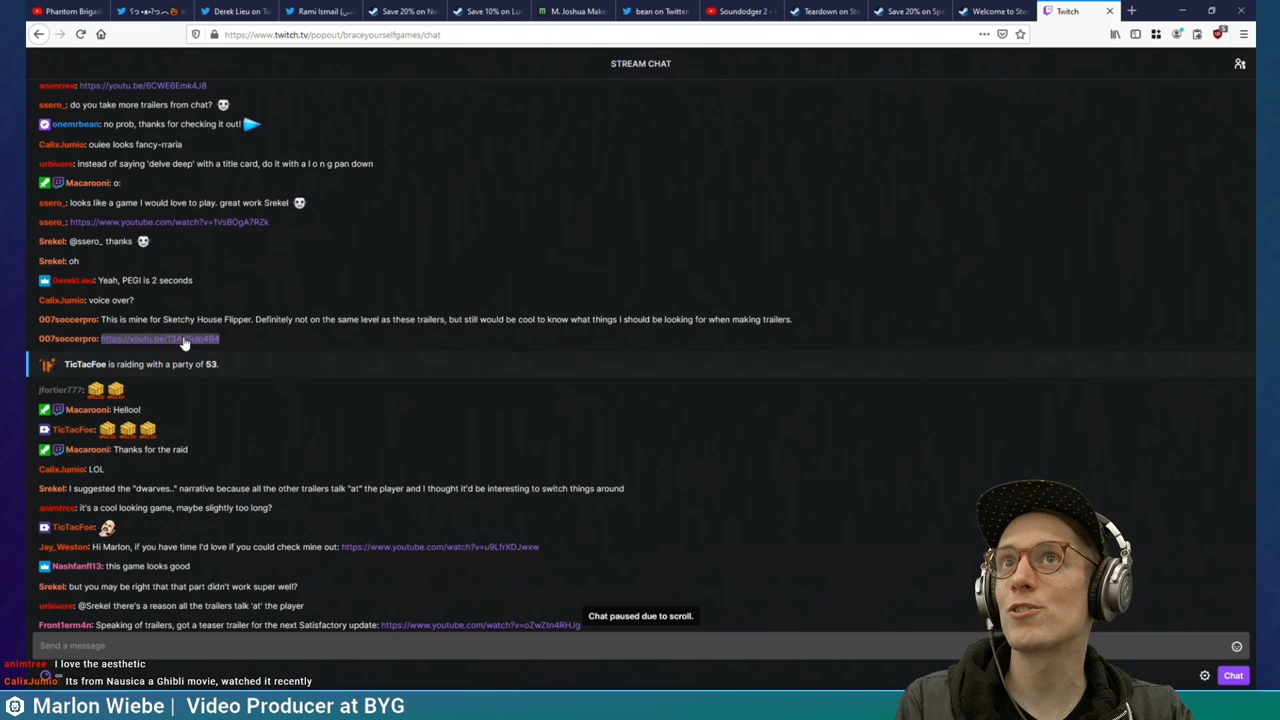 Phantom Brigad
Derek Lieu on Tw
Rami Ismail
Save 20% on No
Save 10% on Lu
M. Joshua Make
bean on Twitter
Soundodger 2 -
Teardown on Ste
Save 20% on Sp
Welcome to Ste
Twitch
https://www.twitch.tv/popout/braceyourselfgames/chat
STREAM CHAT
animtree: https://youtu.be/6CWE6Emk4J8
ssero_: do you take more trailers from chat?
onemrbean: no prob, thanks for checking it out!
CalixJumio: ouiee looks fancy-rraria
urbivore: instead of saying 'delve deep' with a title card, do it with a l o n g pan down
Macarooni: o:
ssero_: looks like a game I would love to play. great work Srekel
ssero_: https://www.youtube.com/watch?v=1VsBOgA7RZk
Srekel: @ssero_ thanks
Srekel: oh
DerekLieu: Yeah, PEGI is 2 seconds
CalixJumio: voice over?
007soccerpro: This is mine for Sketchy House Flipper. Definitely not on the same level as these trailers, but still would be cool to know what things I should be looking for when making trailers.
007soccerpro:
TicTacFoe is raiding with a party of 53.
jfortier777:
Macarooni: Hellool
TicTacFoe:
Macarooni: Thanks for the raid
CalixJumio: LOL
Srekel: I suggested the "dwarves.." narrative because all the other trailers talk "at" the player and I thought it'd be interesting to switch things around
animtree: it's a cool looking game, maybe slightly too long?
TicTacFoe:
Jay_Weston: Hi Marlon, if you have time I'd love if you could check mine out: https://www.youtube.com/watch?v=u9LfrXDJwxw
Nashfanfl13: this game looks good
Srekel: but you may be right that that part didn't work super well?
urbivore: @Srekel there's a reason all the trailers talk 'at' the player
Front1erm4n: Speaking of trailers, got a teaser trailer for the next Satisfactory update: https://www.youtube.com/watch?v=oZwZtn4RHJg
Chat paused due to scroll.
Send a message
Chat
animtree: I love the aesthetic
CalixJumio: Its from Nausica a Ghibli movie, watched it recently
Marlon Wiebe | Video Producer at BYG